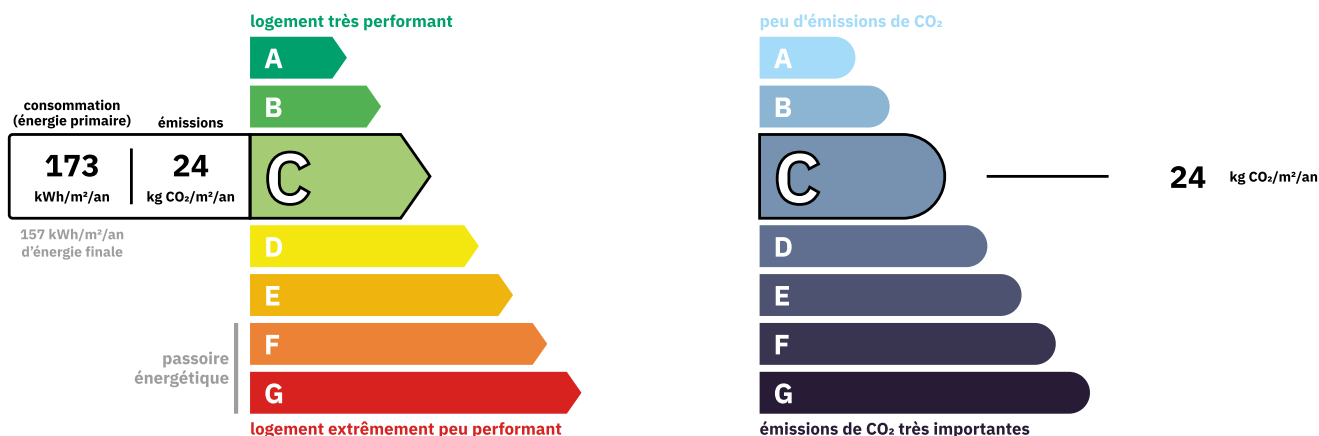 logement très performant
A
B
consommation
(énergie primaire)
émissions
173
kWh/m²/an
24
kg CO₂/m²/an
C
157 kWh/m²/an
d'énergie finale
D
E
F
passoire
énergétique
G
logement extrêmement peu performant
peu d'émissions de CO₂
A
B
C
24 kg CO₂/m²/an
D
E
F
G
émissions de CO₂ très importantes